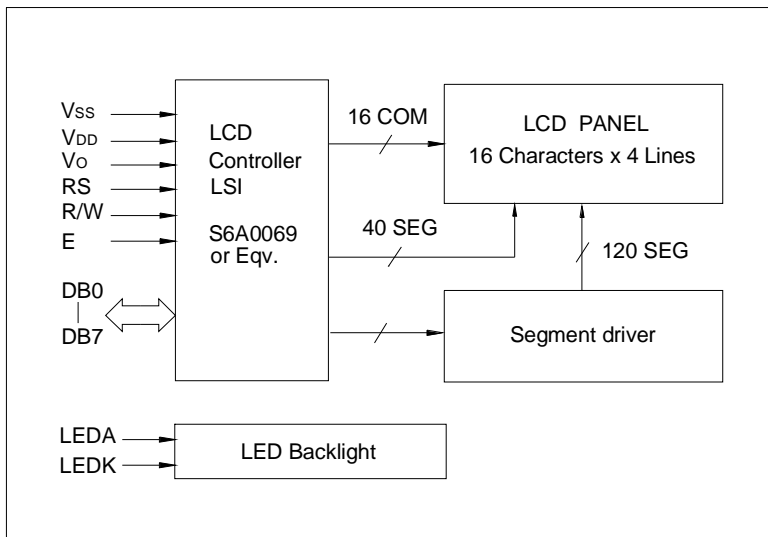 VSS
VDD
VO
RS
R/W
E
DB0
DB7
LCD
Controller
LSI
S6A0069
or Eqv.
16 COM
40 SEG
LCD PANEL
16 Characters x 4 Lines
120 SEG
Segment driver
LEDA
LEDK
LED Backlight